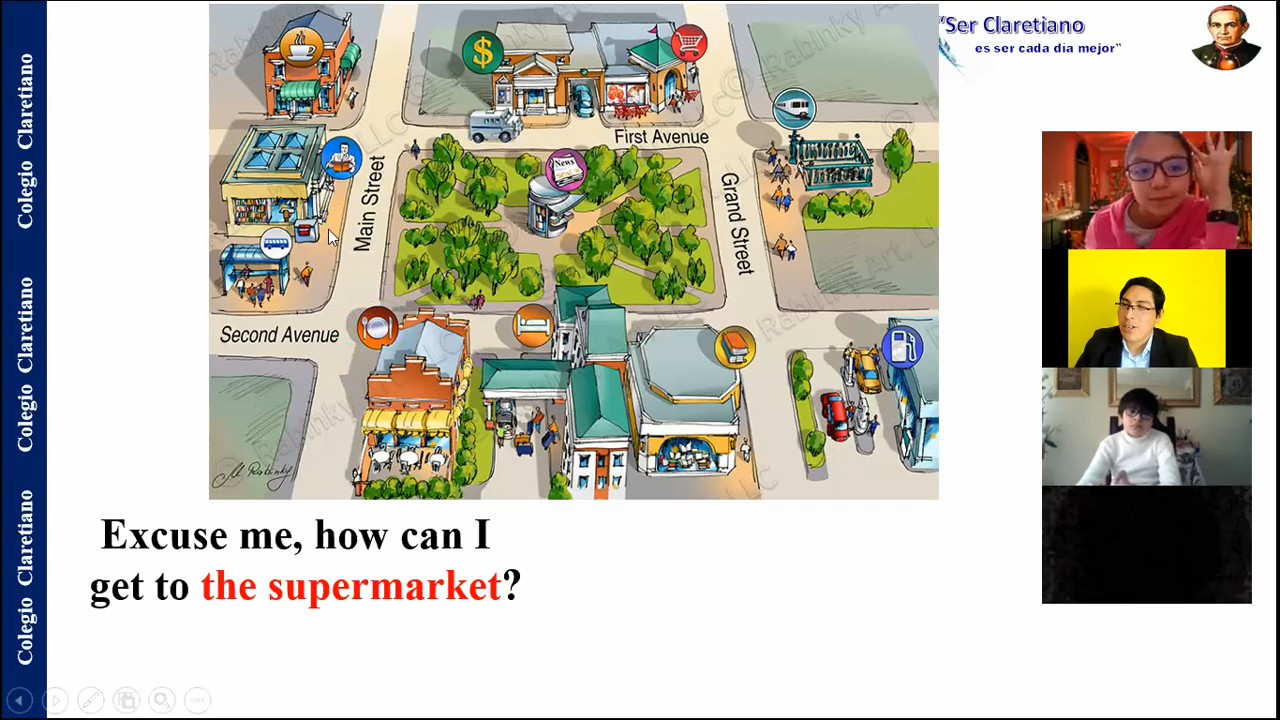 “Ser Claretiano
es ser cada día mejor”
Colegio Claretiano
Colegio Claretiano
Colegio Claretiano
$
News
First Avenue
Main Street
Grand Street
Second Avenue
M. Rabinky
Excuse me, how can I
get to the supermarket?